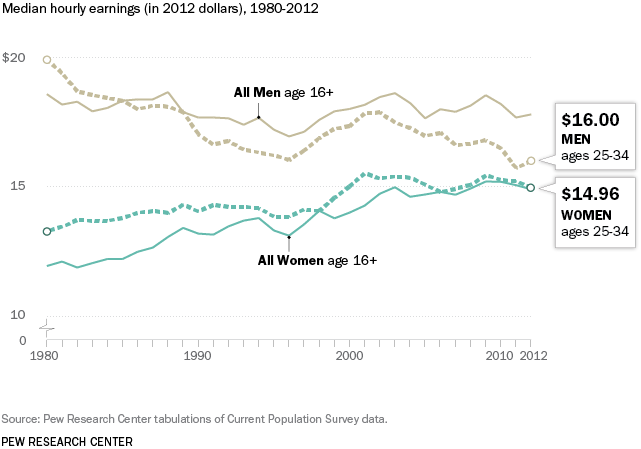 Median hourly earnings (in 2012 dollars), 1980-2012
$20
All Men age 16+
$16.00
MEN
ages 25-34
15
$14.96
WOMEN
ages 25-34
All Women age 16+
10
0
1980 1990 2000 2010 2012
Source: Pew Research Center tabulations of Current Population Survey data.
PEW RESEARCH CENTER